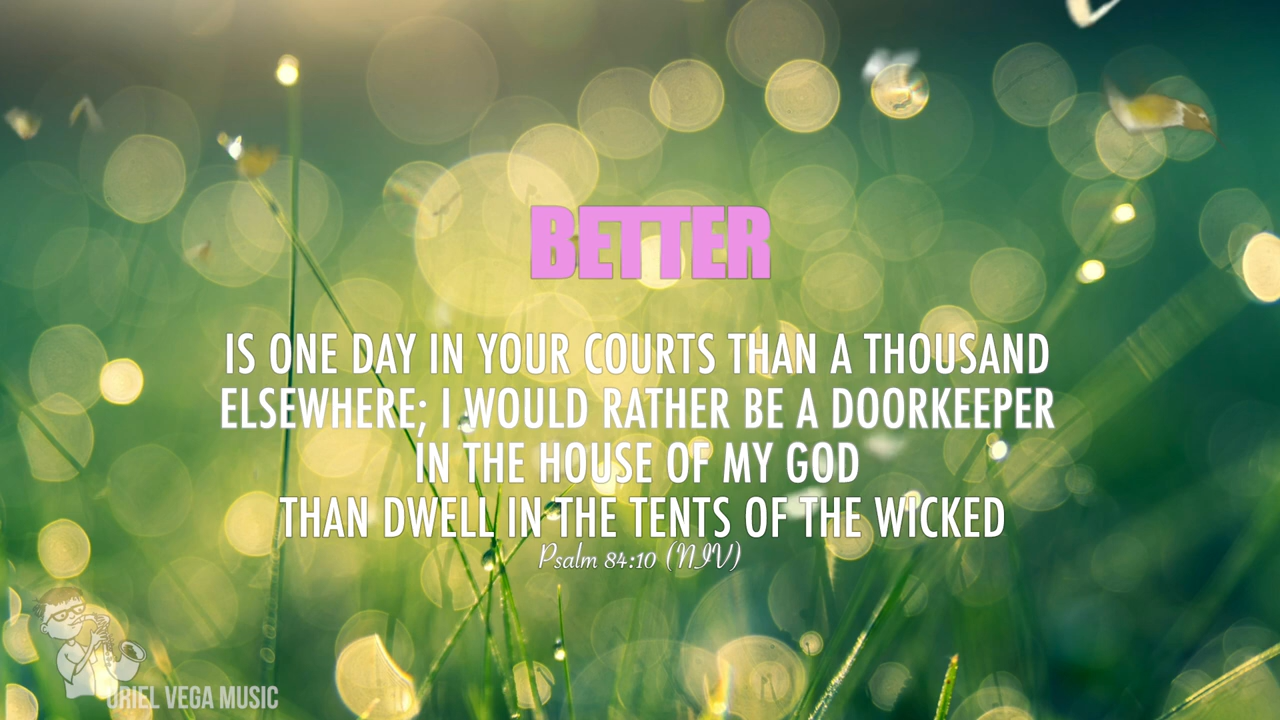 BETTER
IS ONE DAY IN YOUR COURTS THAN A THOUSAND
ELSEWHERE; I WOULD RATHER BE A DOORKEEPER
IN THE HOUSE OF MY GOD
THAN DWELL IN THE TENTS OF THE WICKED
Psalm 84:10 (NIV)
URIEL VEGA MUSIC